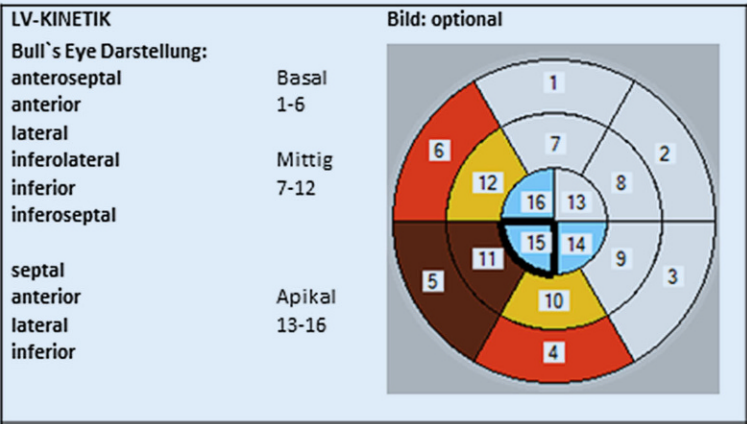 LV-KINETIK
Bull`s Eye Darstellung:
anteroseptal Basal
anterior 1-6
lateral
inferolateral Mittig
inferior 7-12
inferoseptal
septal
anterior Apikal
lateral 13-16
inferior
Bild: optional
1
6
2
7
12
8
16
13
15
14
11
9
5
3
10
4